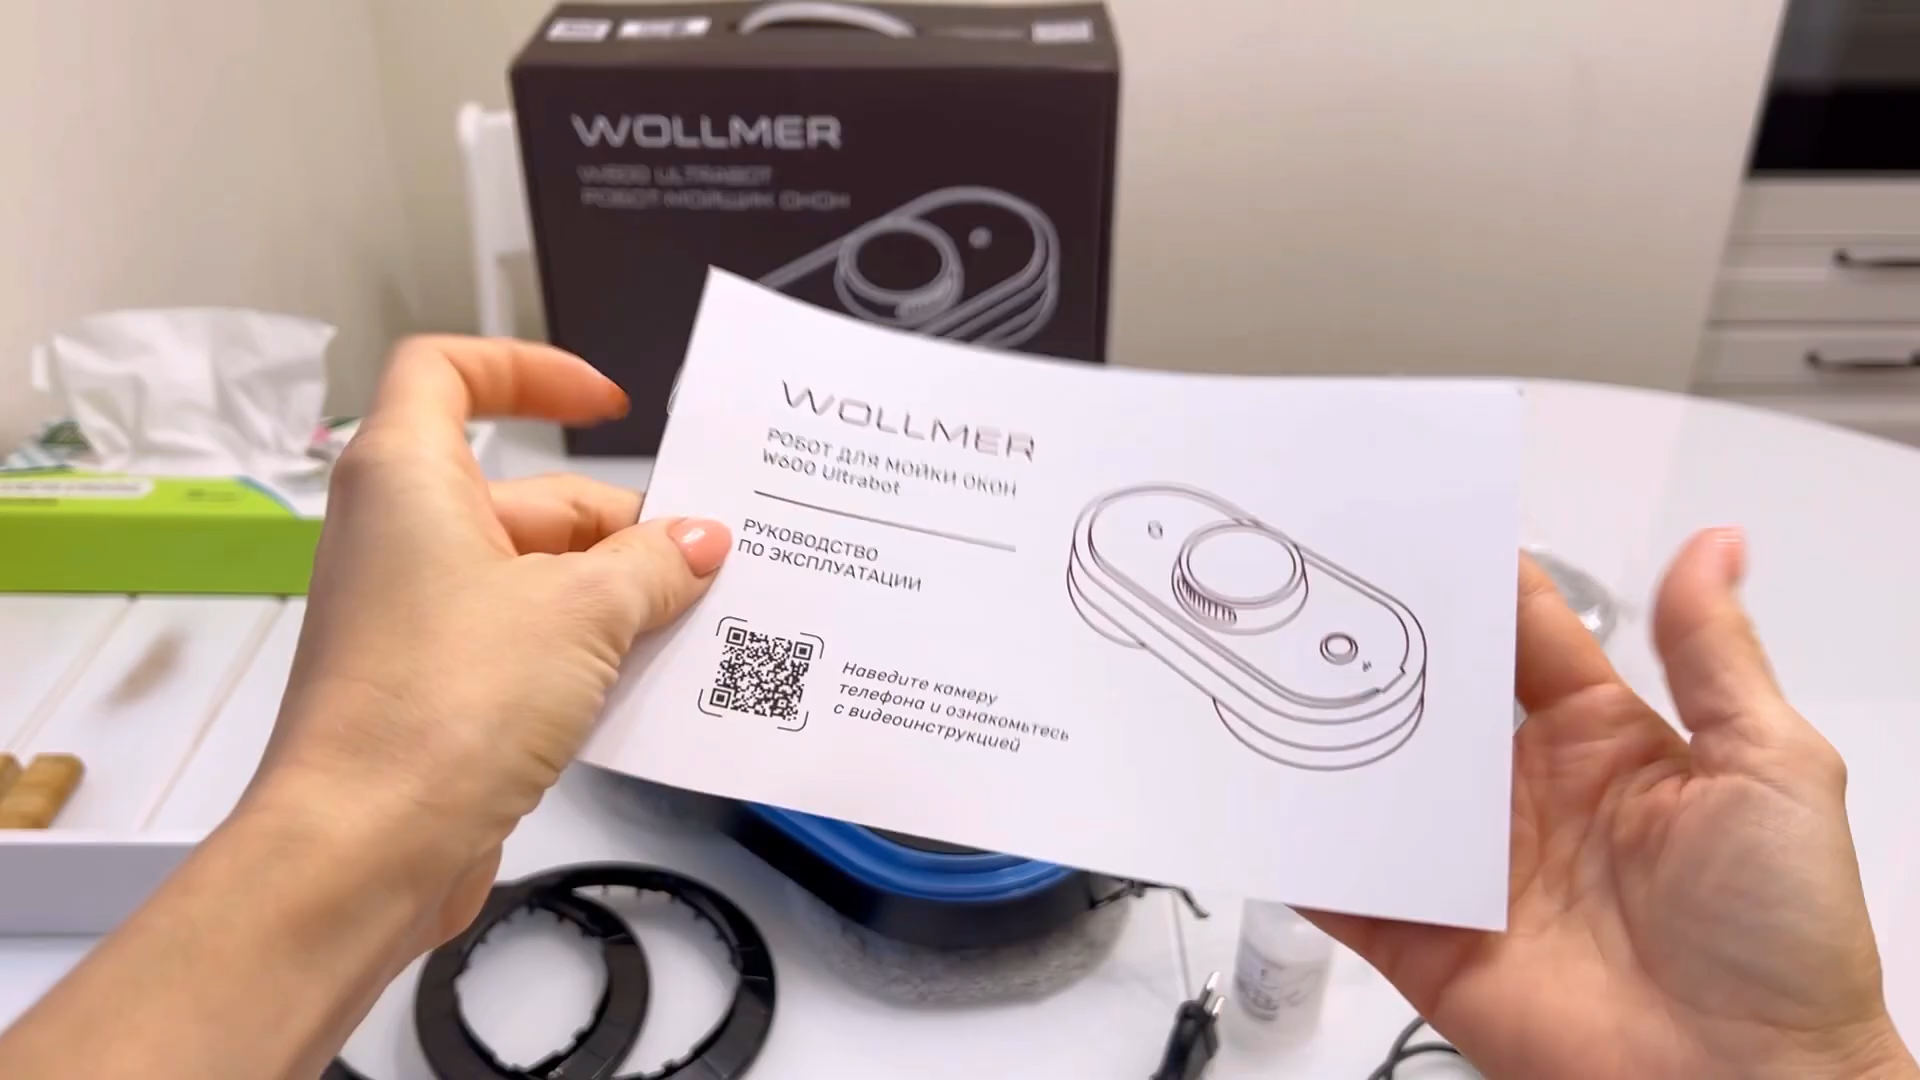 WOLLMER
W600 ULTRABOT
РОБОТ МОЙЩИК ОКОН
WOLLMER
РОБОТ ДЛЯ МОЙКИ ОКОН
W600 Ultrabot
РУКОВОДСТВО
ПО ЭКСПЛУАТАЦИИ
Наведите камеру
телефона и ознакомьтесь
с видеоинструкцией